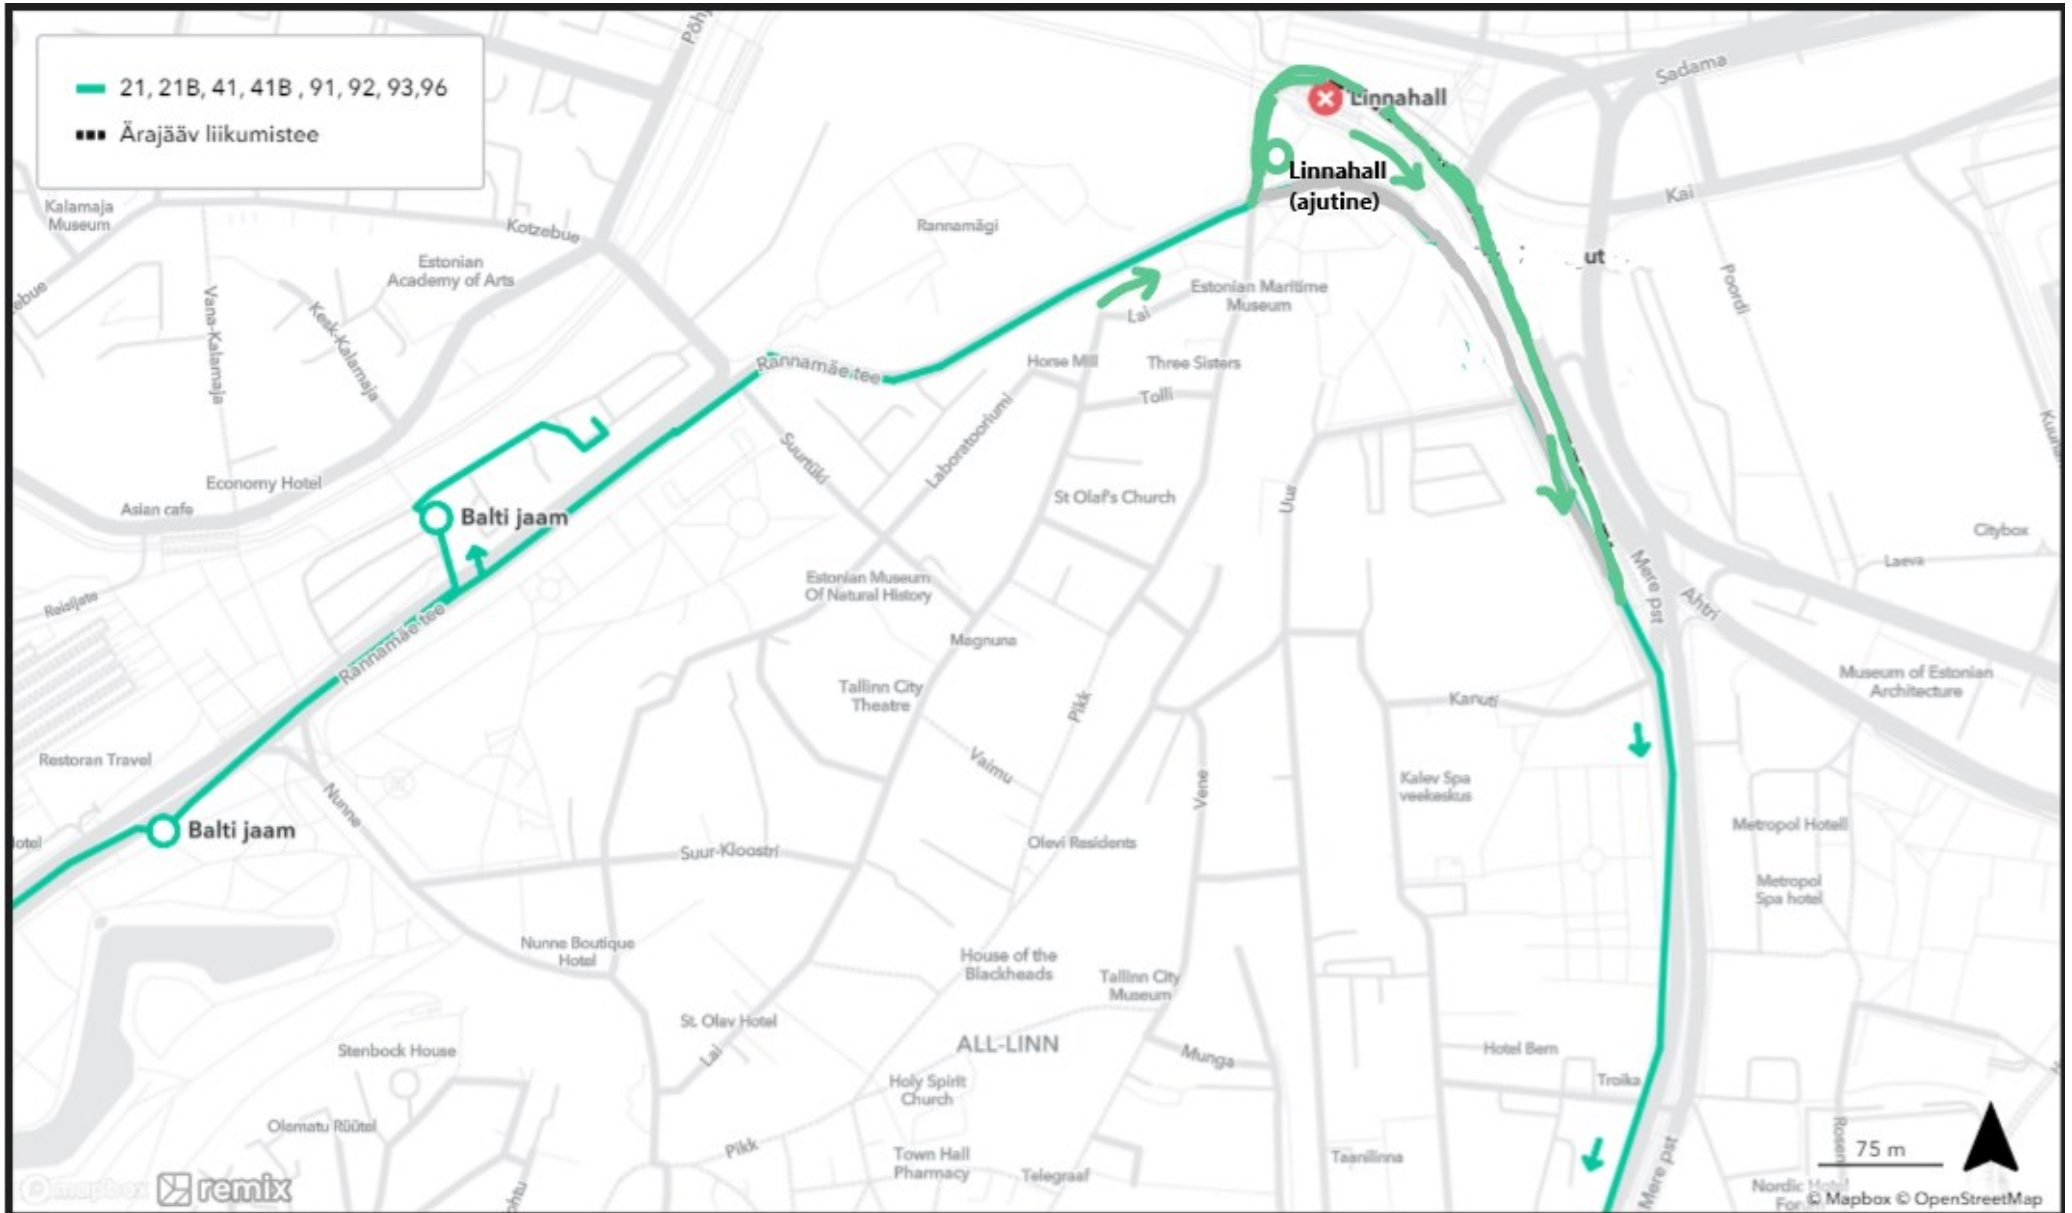 21, 21B, 41, 41B , 91, 92, 93,96
Ärajääv liikumistee
Sadama
Linnahall
Linnahall
(ajutine)
Kai
Kalamaja
Museum
Kotzebue
Rannamägi
Estonian
Academy of Arts
ut
Poordi
Estonian Maritime
Museum
Vana-Kalamaja
Kesk-Kalamaja
Lai
Rannamäe tee
Horse Mill
Three Sisters
Tolli
Suurtüki
Laboratooriumi
Economy Hotel
Asian cafe
Balti jaam
St Olaf's Church
Uus
Citybox
Laeva
Mere pst
Ahtri
Estonian Museum
Of Natural History
Reisijate
Rannamäe tee
Magnuna
Museum of Estonian
Architecture
Tallinn City
Theatre
Pikk
Kanuti
Restoran Travel
Vaimu
Vene
Kalev Spa
veekeskus
Nunne
Balti jaam
Metropol Hotell
Olevi Residents
Suur-Kloostri
Metropol
Spa hotel
Nunne Boutique
Hotel
House of the
Blackheads
Tallinn City
Museum
St. Olav Hotel
Lai
ALL-LINN
Munga
Hotel Bern
Stenbock House
Troika
Holy Spirit
Church
Olematu Rüütel
Pikk
Town Hall
Pharmacy
Telegraaf
Taanilinna
Mere pst
75 m
mapbox
remix
© Mapbox © OpenStreetMap